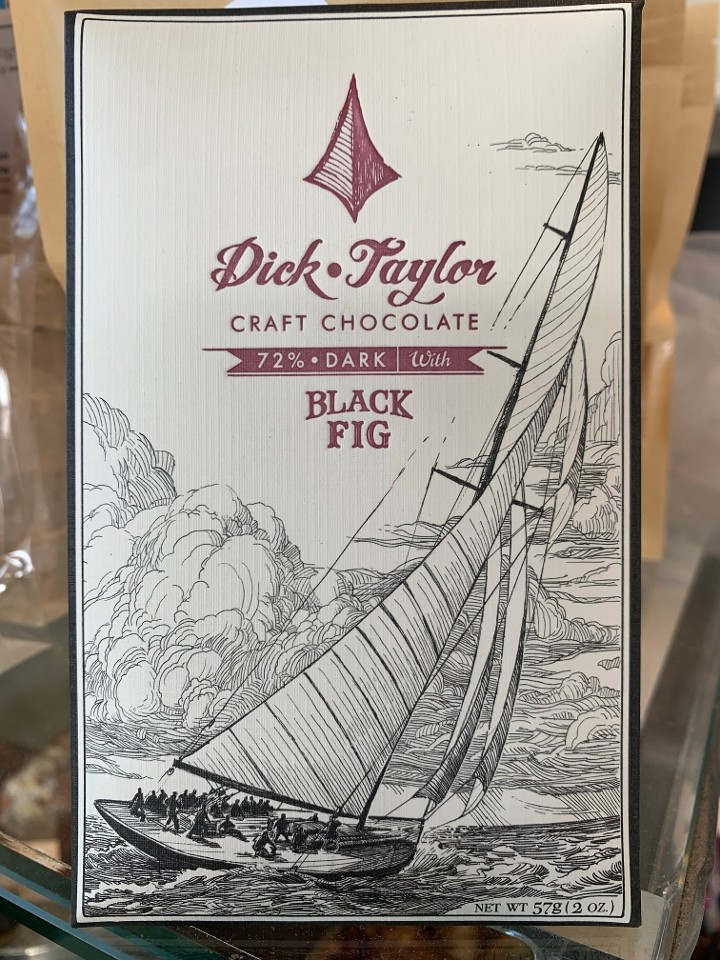 Dick • Taylor
CRAFT CHOCOLATE
72% • DARK With
BLACK
FIG
NET WT 57g (2 OZ.)